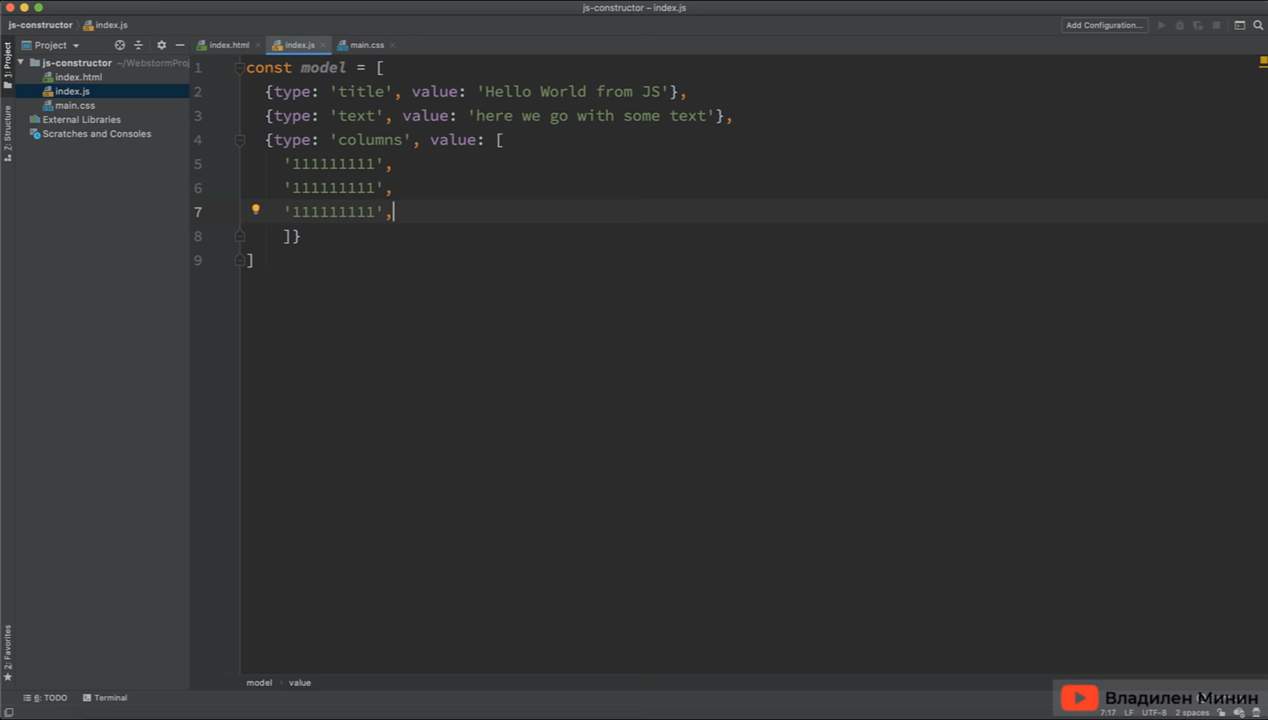 js-constructor – index.js
js-constructor
index.js
Add Configuration...
1: Project
Project
index.html
index.js
main.css
js-constructor ~/WebstormProj
index.html
index.js
main.css
External Libraries
Scratches and Consoles
Z: Structure
2: Favorites
1 const model = [
2 {type: 'title', value: 'Hello World from JS'},
3 {type: 'text', value: 'here we go with some text'},
4 {type: 'columns', value: [
5 '111111111',
6 '111111111',
7 '111111111',
8 ]}
9 ]
model
value
6: TODO
Terminal
Владилен Минин
7:17 LF UTF-8 2 spaces